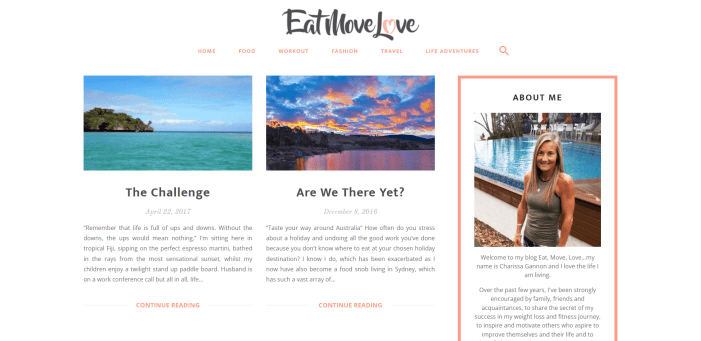 EatMoveLove
HOME FOOD WORKOUT FASHION TRAVEL LIFE ADVENTURES
The Challenge
April 22, 2017
"Remember that life is full of ups and downs. Without the
downs, the ups would mean nothing." I'm sitting here in
tropical Fiji, sipping on the perfect espresso martini, bathed
in the rays from the most sensational sunset, whilst my
children enjoy a twilight stand up paddle board. Husband is
on a work conference call but all in all, life...
CONTINUE READING
Are We There Yet?
December 8, 2016
"Taste your way around Australia" How often do you stress
about a holiday and undoing all the good work you've done
because you don't know where to eat at your chosen holiday
destination? I know I do, which has been exacerbated as I
now have also become a food snob living in Sydney, which
has such a vast array of...
CONTINUE READING
ABOUT ME
Welcome to my blog Eat, Move, Love...my
name is Charissa Gannon and I love the life I
am living.
Over the past few years, I've been strongly
encouraged by family, friends and
acquaintances, to share the secret of my
success in my weight loss and fitness journey,
to inspire and motivate others who aspire to
improve themselves and their life and to